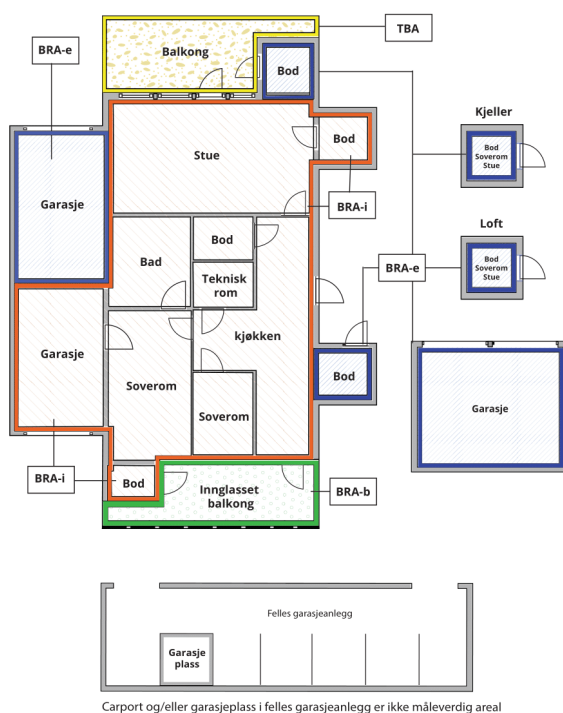 TBA
BRA-e
Balkong
Bod
Kjeller
Bod
Soverom
Stue
Stue
Bod
Garasje
BRA-i
Bod
Loft
Bad
Teknisk
rom
BRA-e
Bod
Soverom
Stue
kjøkken
Garasje
Soverom
Bod
Garasje
Soverom
BRA-i
Bod
Innglasset
balkong
BRA-b
Felles garasjeanlegg
Garasje
plass
Carport og/eller garasjeplass i felles garasjeanlegg er ikke måleverdig areal